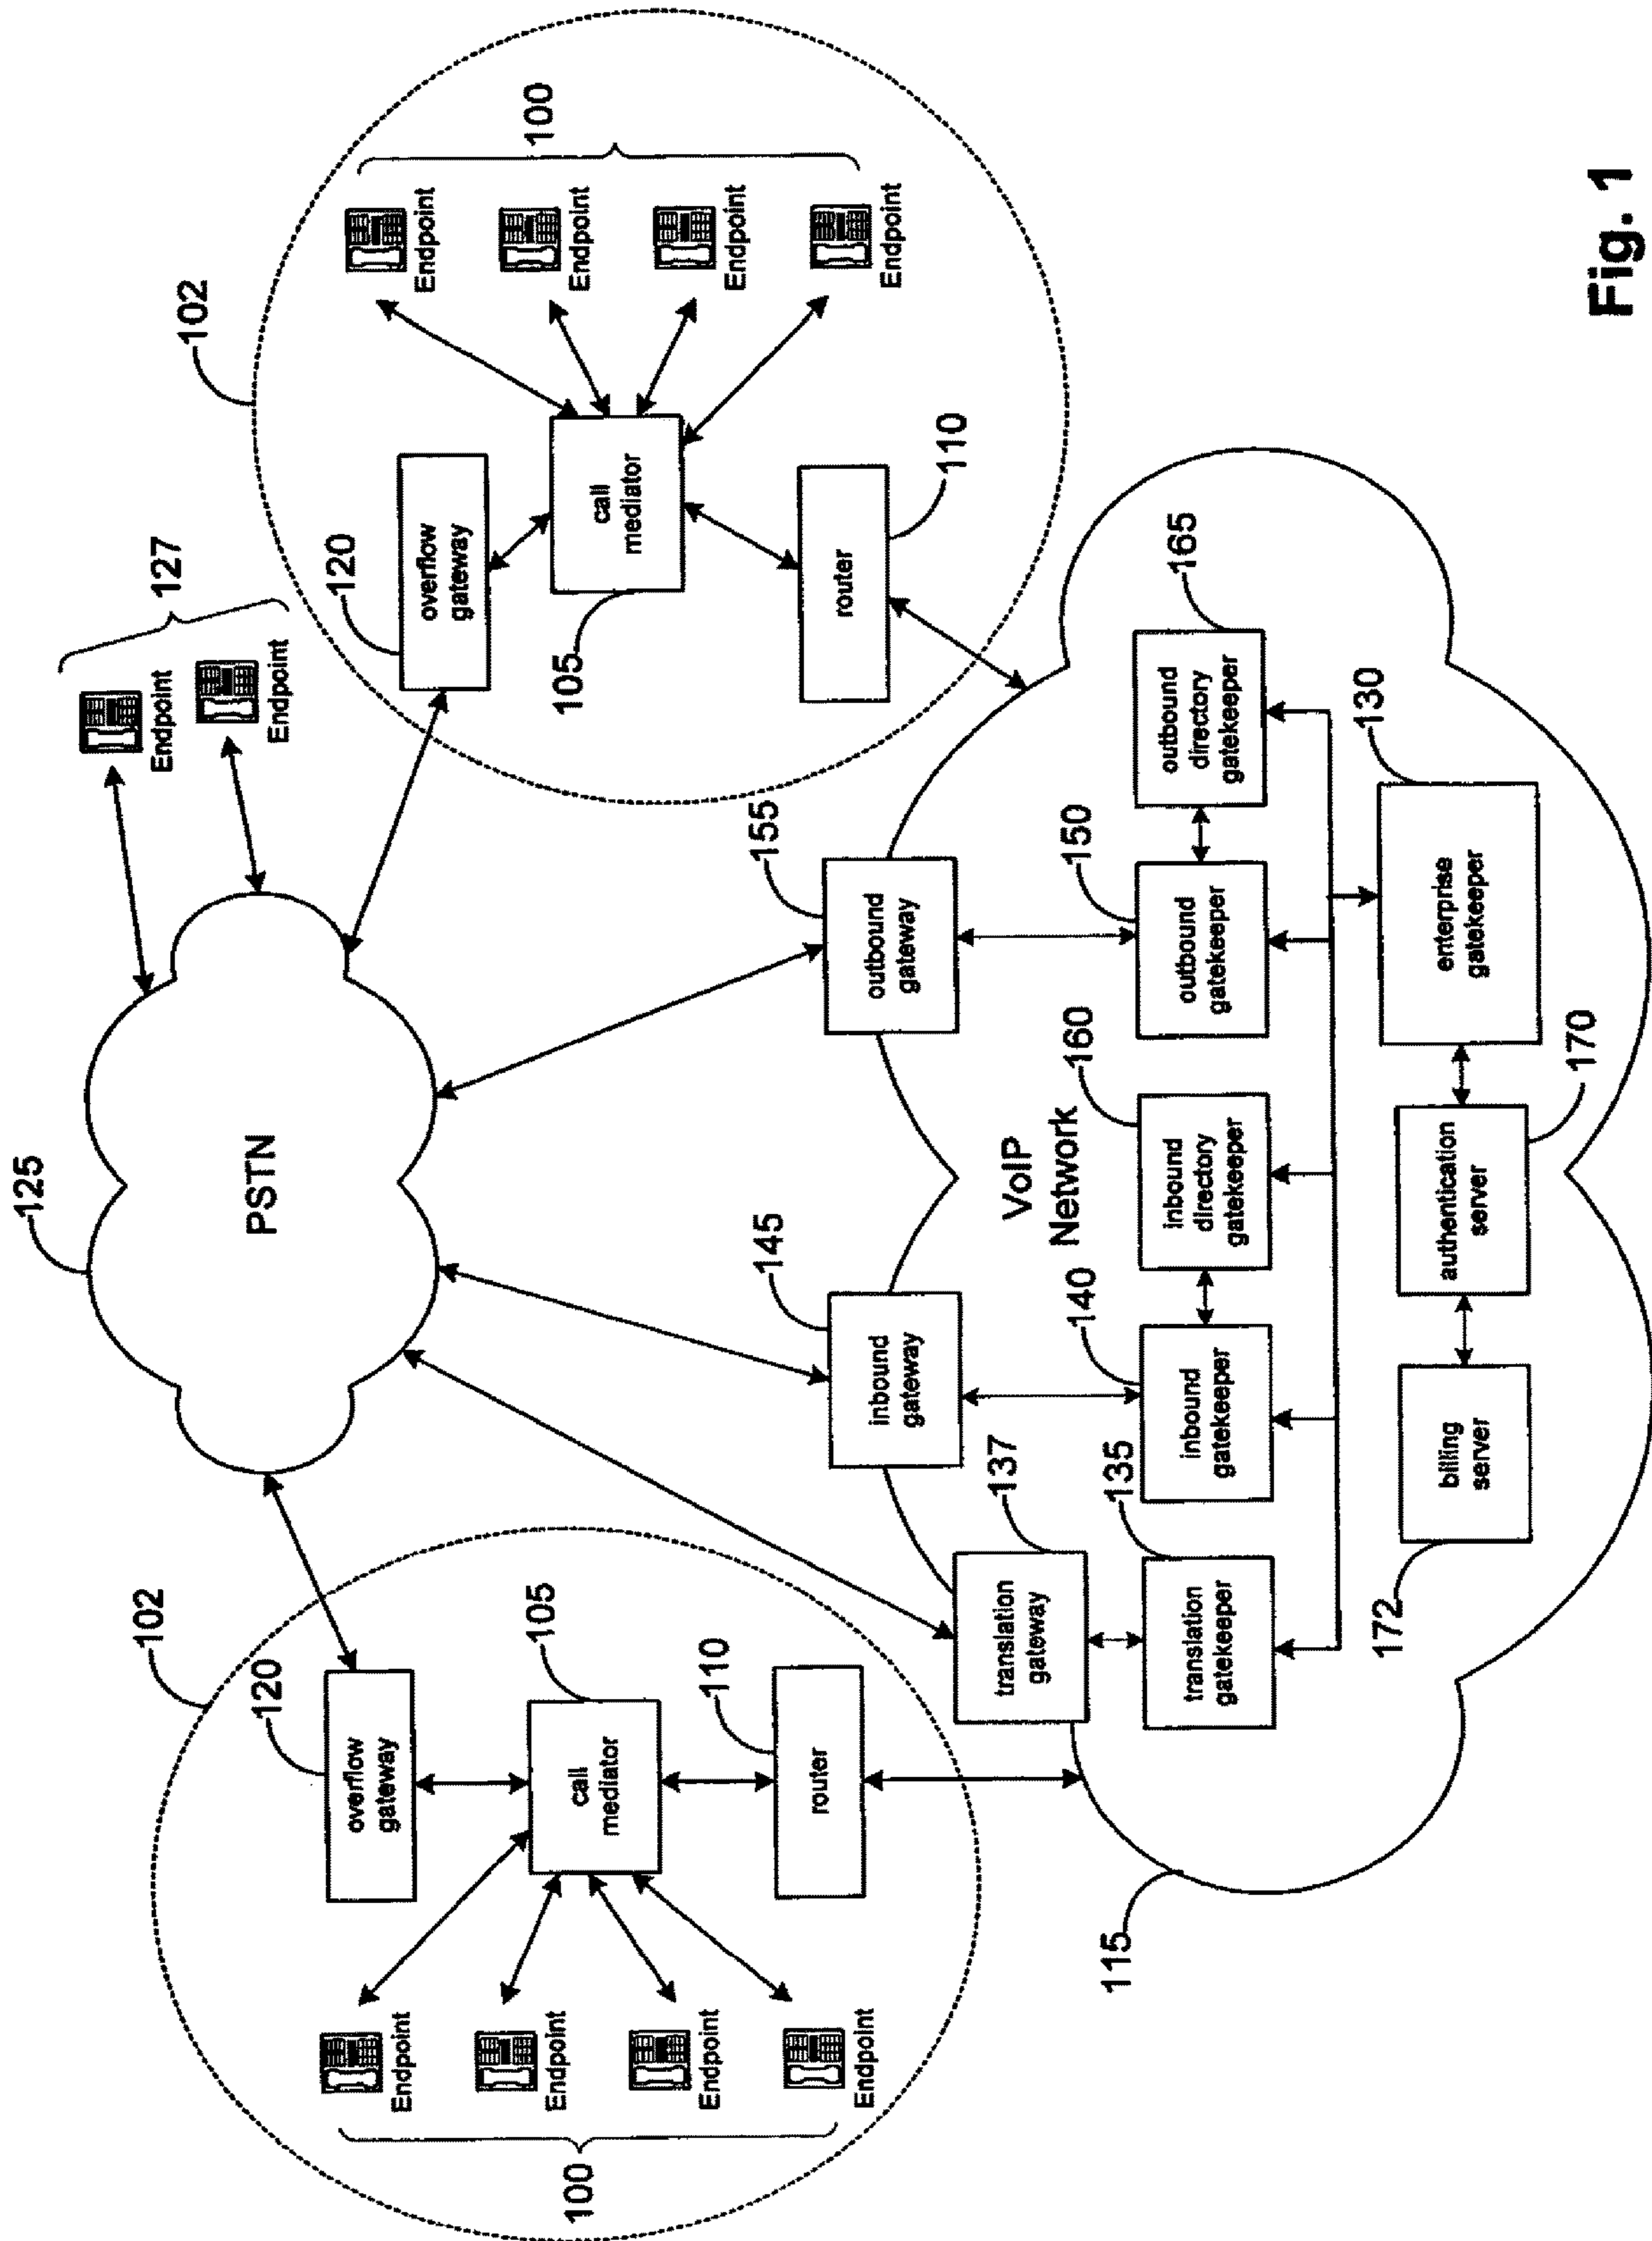 102
120
overflow
gateway
105
call
mediator
110
router
Endpoint
Endpoint
Endpoint
Endpoint
100
125
PSTN
127
Endpoint
Endpoint
102
120
overflow
gateway
105
call
mediator
110
router
Endpoint
Endpoint
Endpoint
Endpoint
100
115
VoIP
Network
137
translation
gateway
145
inbound
gateway
155
outbound
gateway
135
translation
gatekeeper
140
inbound
gatekeeper
160
inbound
directory
gatekeeper
150
outbound
gatekeeper
165
outbound
directory
gatekeeper
172
billing
server
authentication
server
170
enterprise
gatekeeper
130
Fig. 1